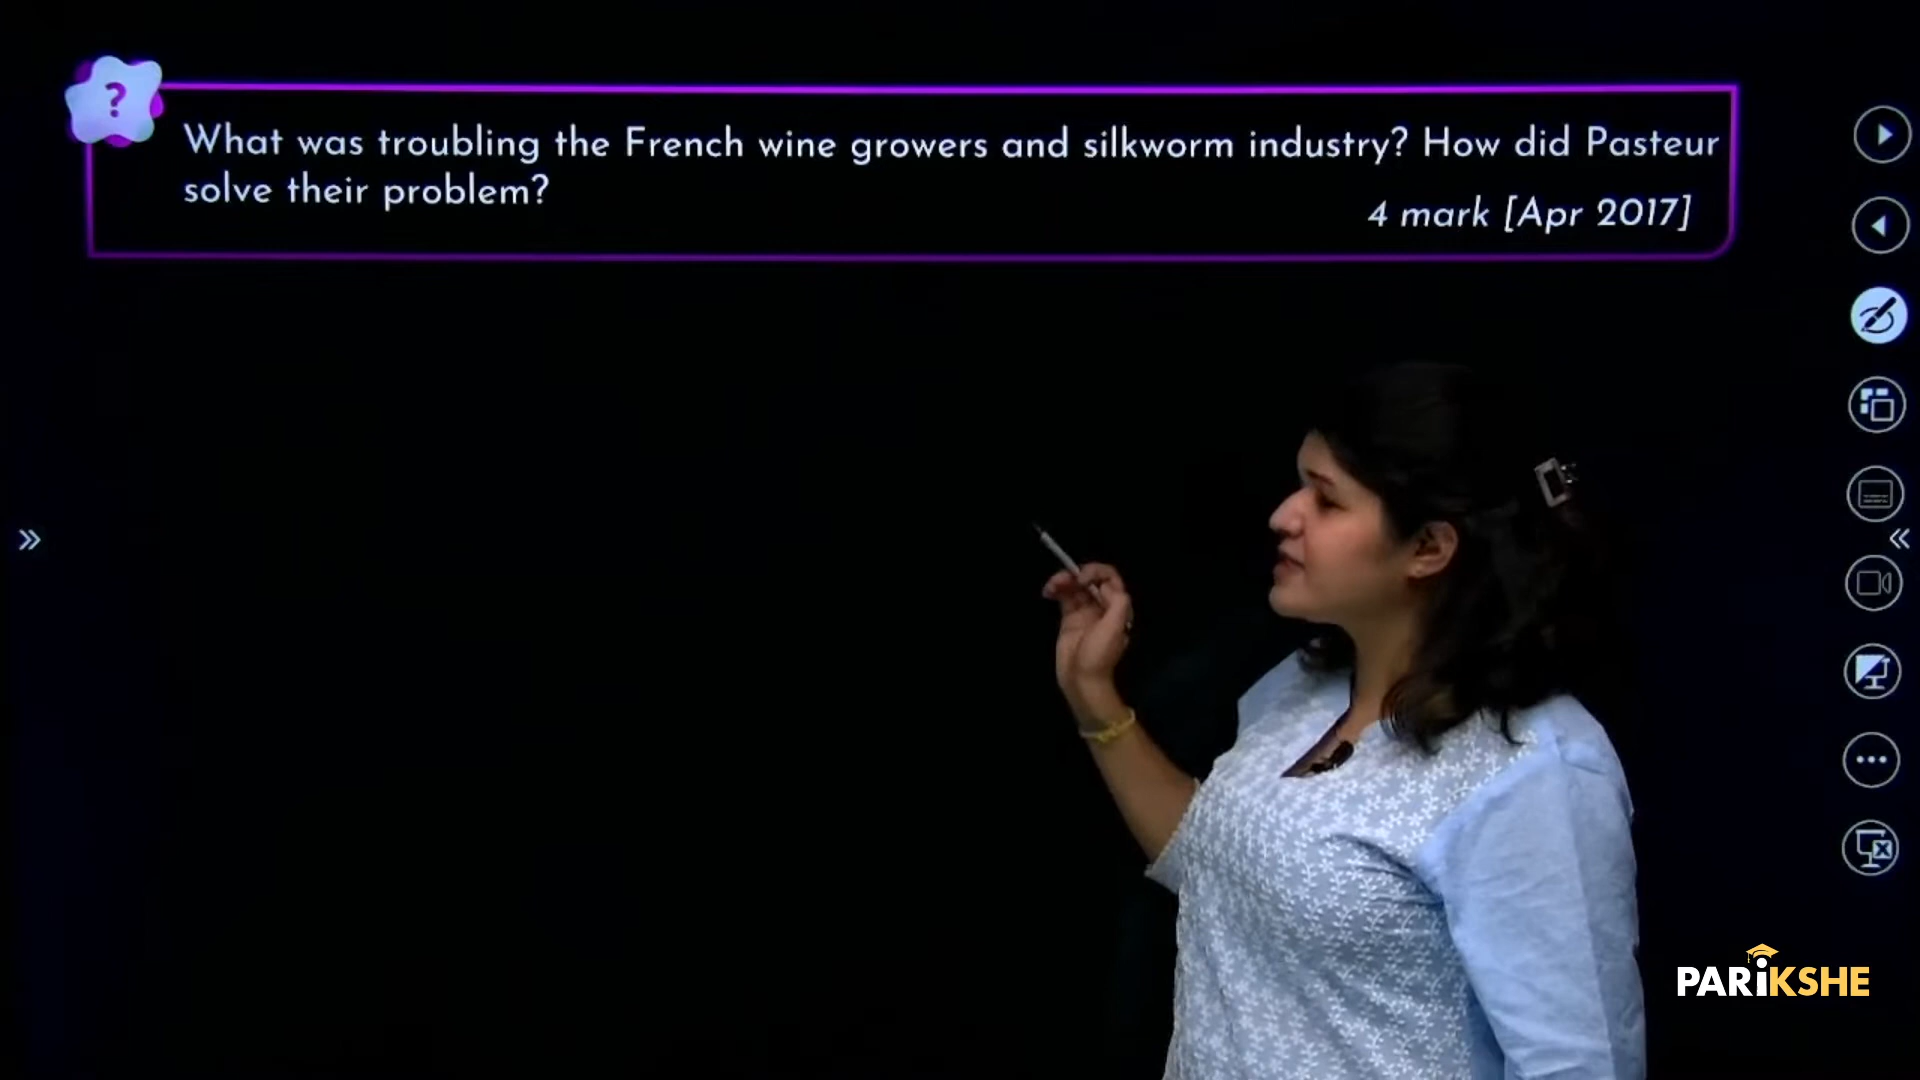 ?
What was troubling the French wine growers and silkworm industry? How did Pasteur
solve their problem?
4 mark [Apr 2017]
PARiKSHE